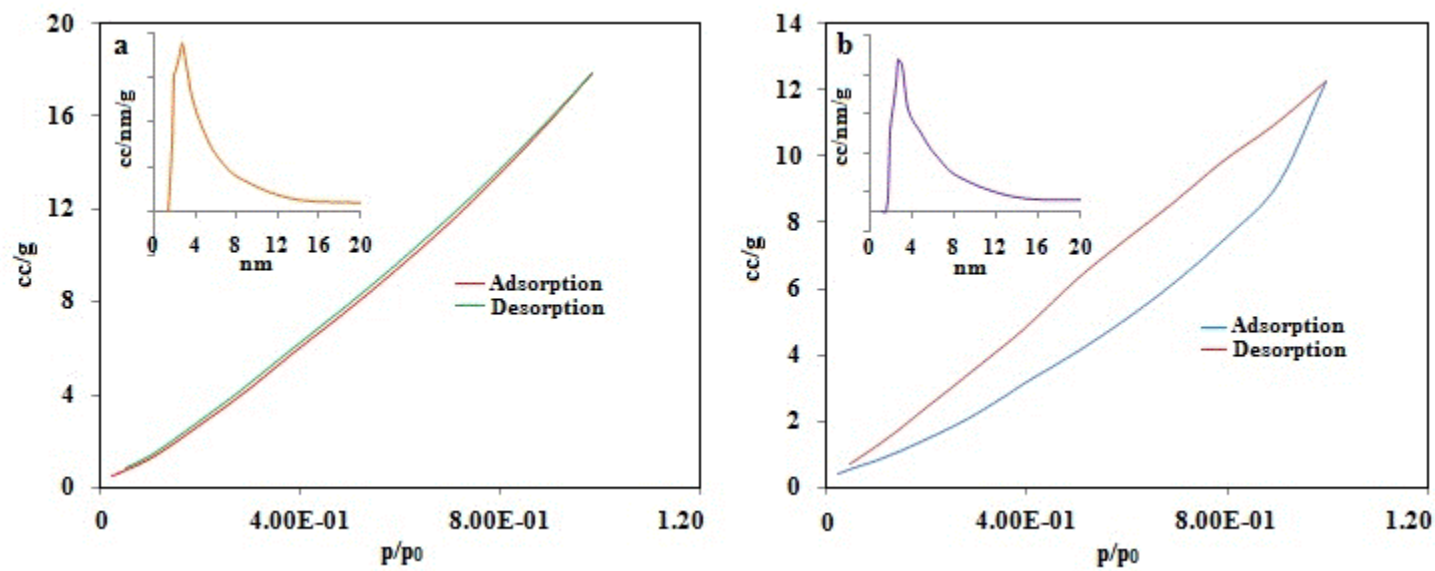 a
20
16
12
8
4
0
cc/g
0
4.00E-01
8.00E-01
1.20
p/p0
cc/nm/g
0 4 8 12 16 20
nm
Adsorption
Desorption
b
14
12
10
8
6
4
2
0
cc/g
0
4.00E-01
8.00E-01
1.20
p/p0
cc/nm/g
0 4 8 12 16 20
nm
Adsorption
Desorption